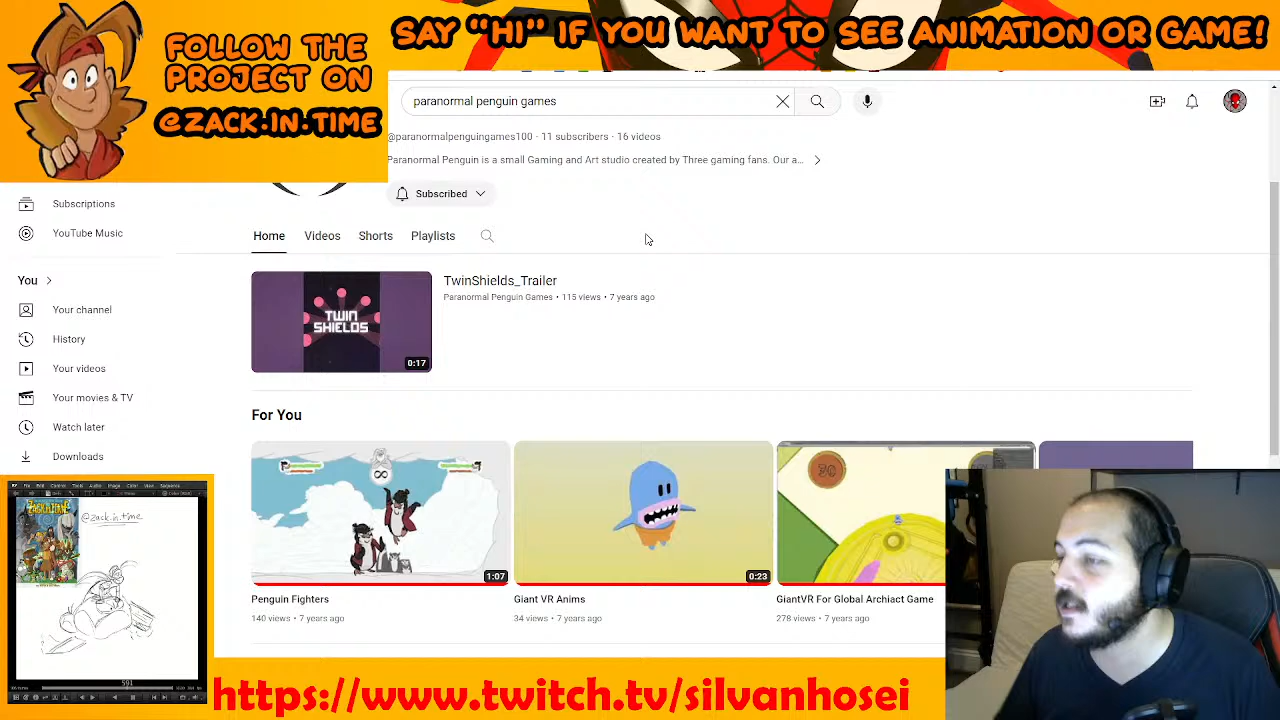 SAY “HI” IF YOU WANT TO SEE ANIMATION OR GAME!
FOLLOW THE
PROJECT ON
@ZACK.IN.TIME
paranormal penguin games
@paranormalpenguingames100 · 11 subscribers · 16 videos
Paranormal Penguin is a small Gaming and Art studio created by Three gaming fans. Our a...
Subscribed
Subscriptions
YouTube Music
You
Your channel
History
Your videos
Your movies & TV
Watch later
Downloads
Home Videos Shorts Playlists
TWIN
SHIELDS
0:17
TwinShields_Trailer
Paranormal Penguin Games • 115 views • 7 years ago
For You
30
1:07
0:23
Penguin Fighters
140 views • 7 years ago
Giant VR Anims
34 views • 7 years ago
GiantVR For Global Archiact Game
278 views • 7 years ago
@zack.in.time
591
https://www.twitch.tv/silvanhosei